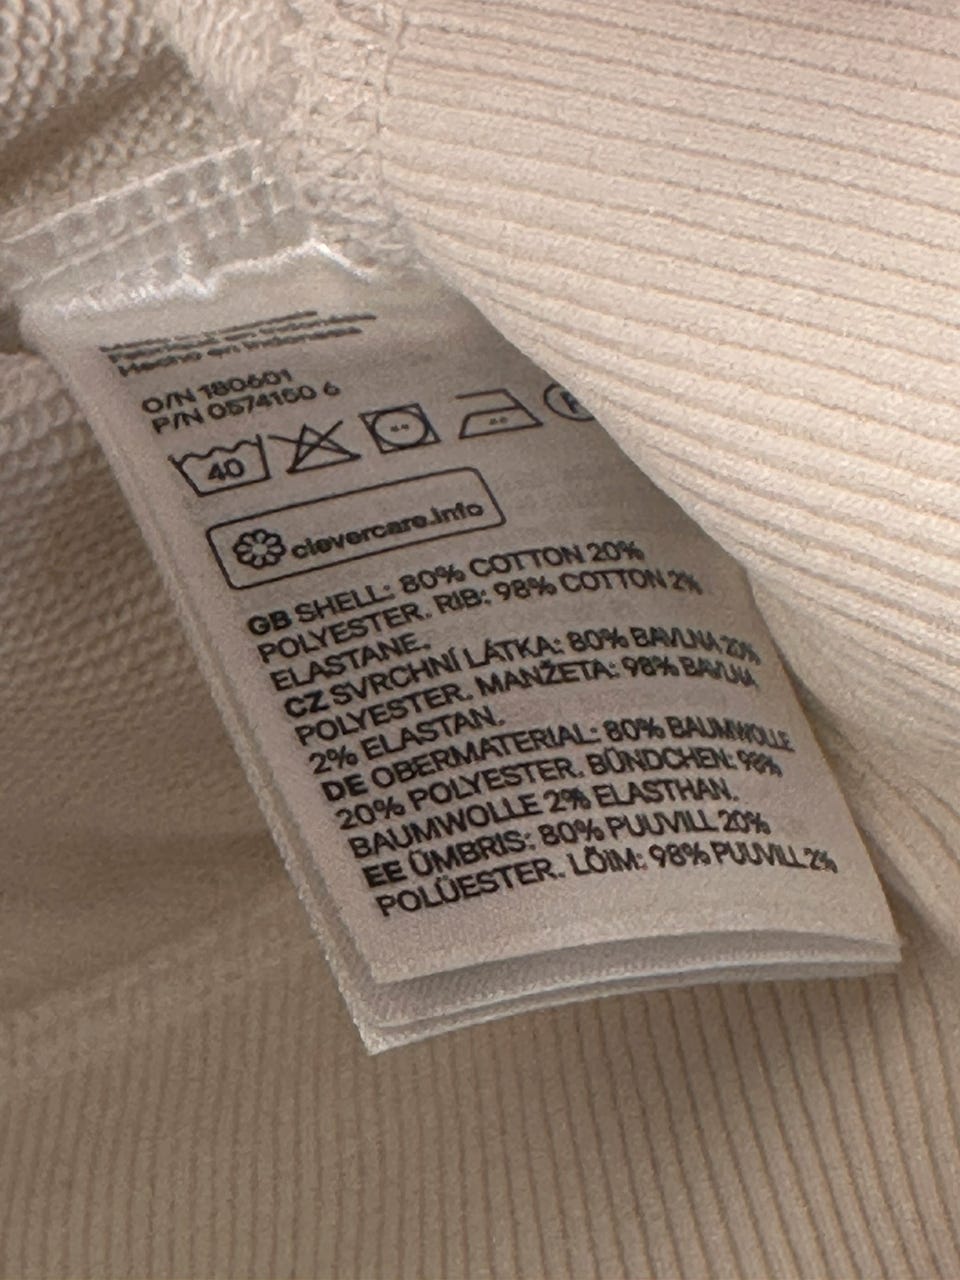 Hecho en Indonesia
O/N 180601
P/N 0574150 6
40
P
clevercare.info
GB SHELL: 80% COTTON 20%
POLYESTER. RIB: 98% COTTON 2%
ELASTANE.
CZ SVRCHNÍ LÁTKA: 80% BAVLNA 20%
POLYESTER. MANŽETA: 98% BAVLNA,
2% ELASTAN.
DE OBERMATERIAL: 80% BAUMWOLLE
20% POLYESTER. BÜNDCHEN: 98%
BAUMWOLLE 2% ELASTHAN.
EE ÜMBRIS: 80% PUUVILL 20%
POLÜESTER. LÕIM: 98% PUUVILL 2%